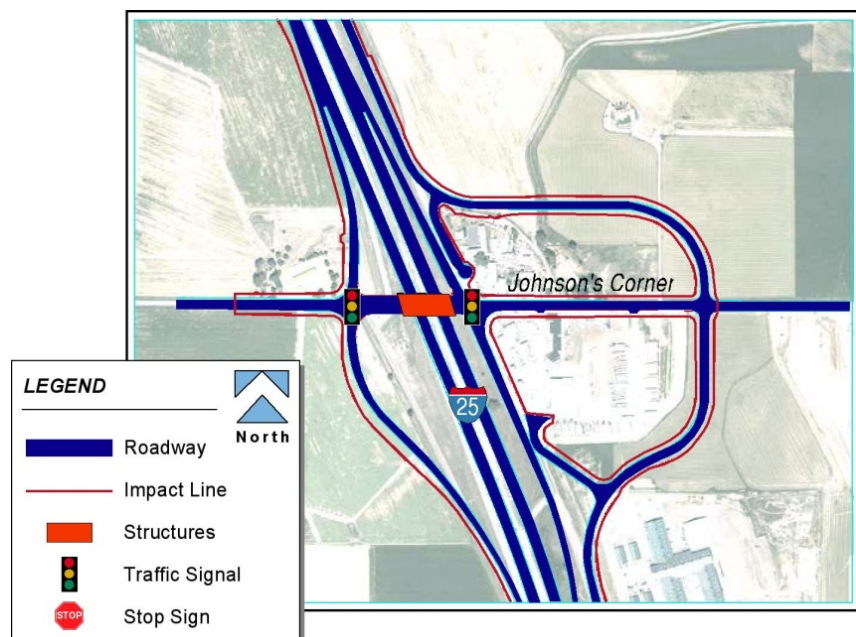 Johnson's Corner
25
LEGEND
North
Roadway
Impact Line
Structures
Traffic Signal
STOP
Stop Sign